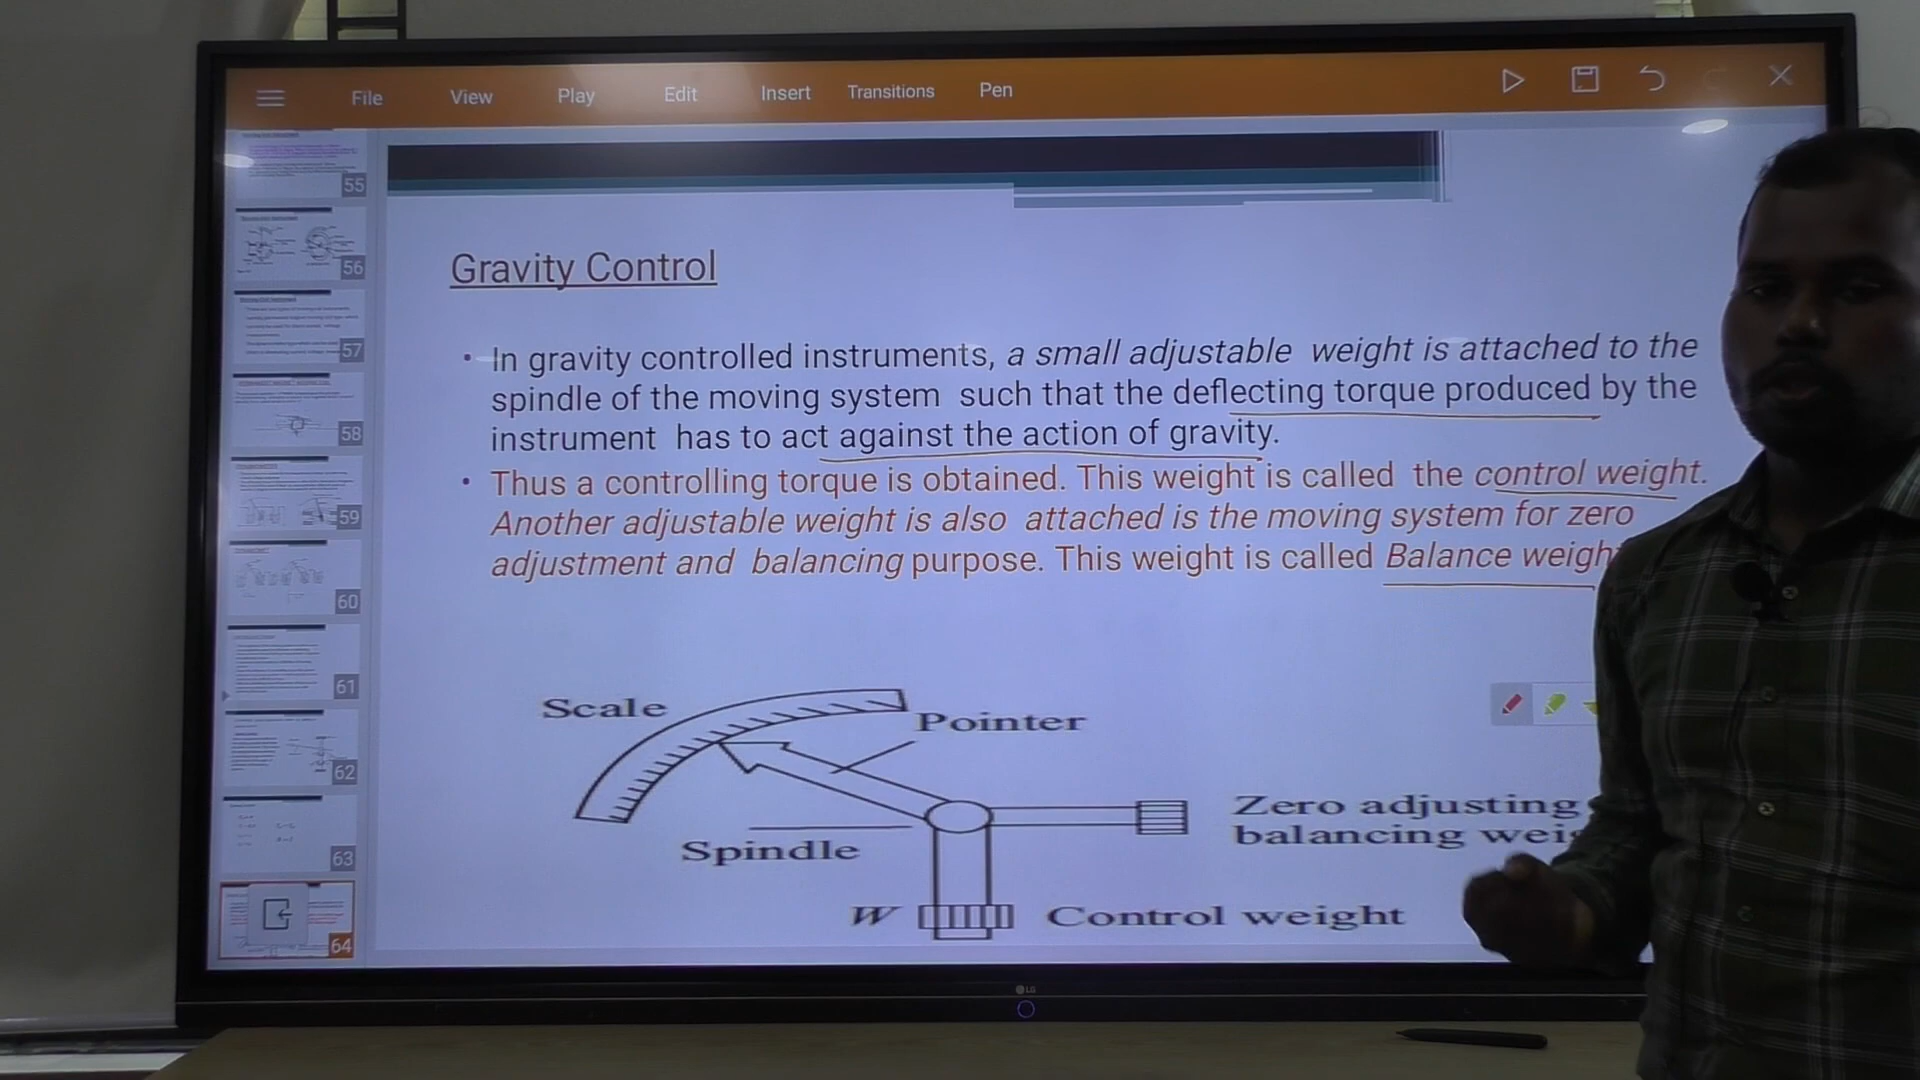 File View Play Edit Insert Transitions Pen
55
56
57
58
59
60
61
62
63
64
Gravity Control
• In gravity controlled instruments, a small adjustable weight is attached to the
spindle of the moving system such that the deflecting torque produced by the
instrument has to act against the action of gravity.
• Thus a controlling torque is obtained. This weight is called the control weight.
Another adjustable weight is also attached is the moving system for zero
adjustment and balancing purpose. This weight is called Balance weigh
Scale
Pointer
Zero adjusting
balancing wei
Spindle
W
Control weight
LG